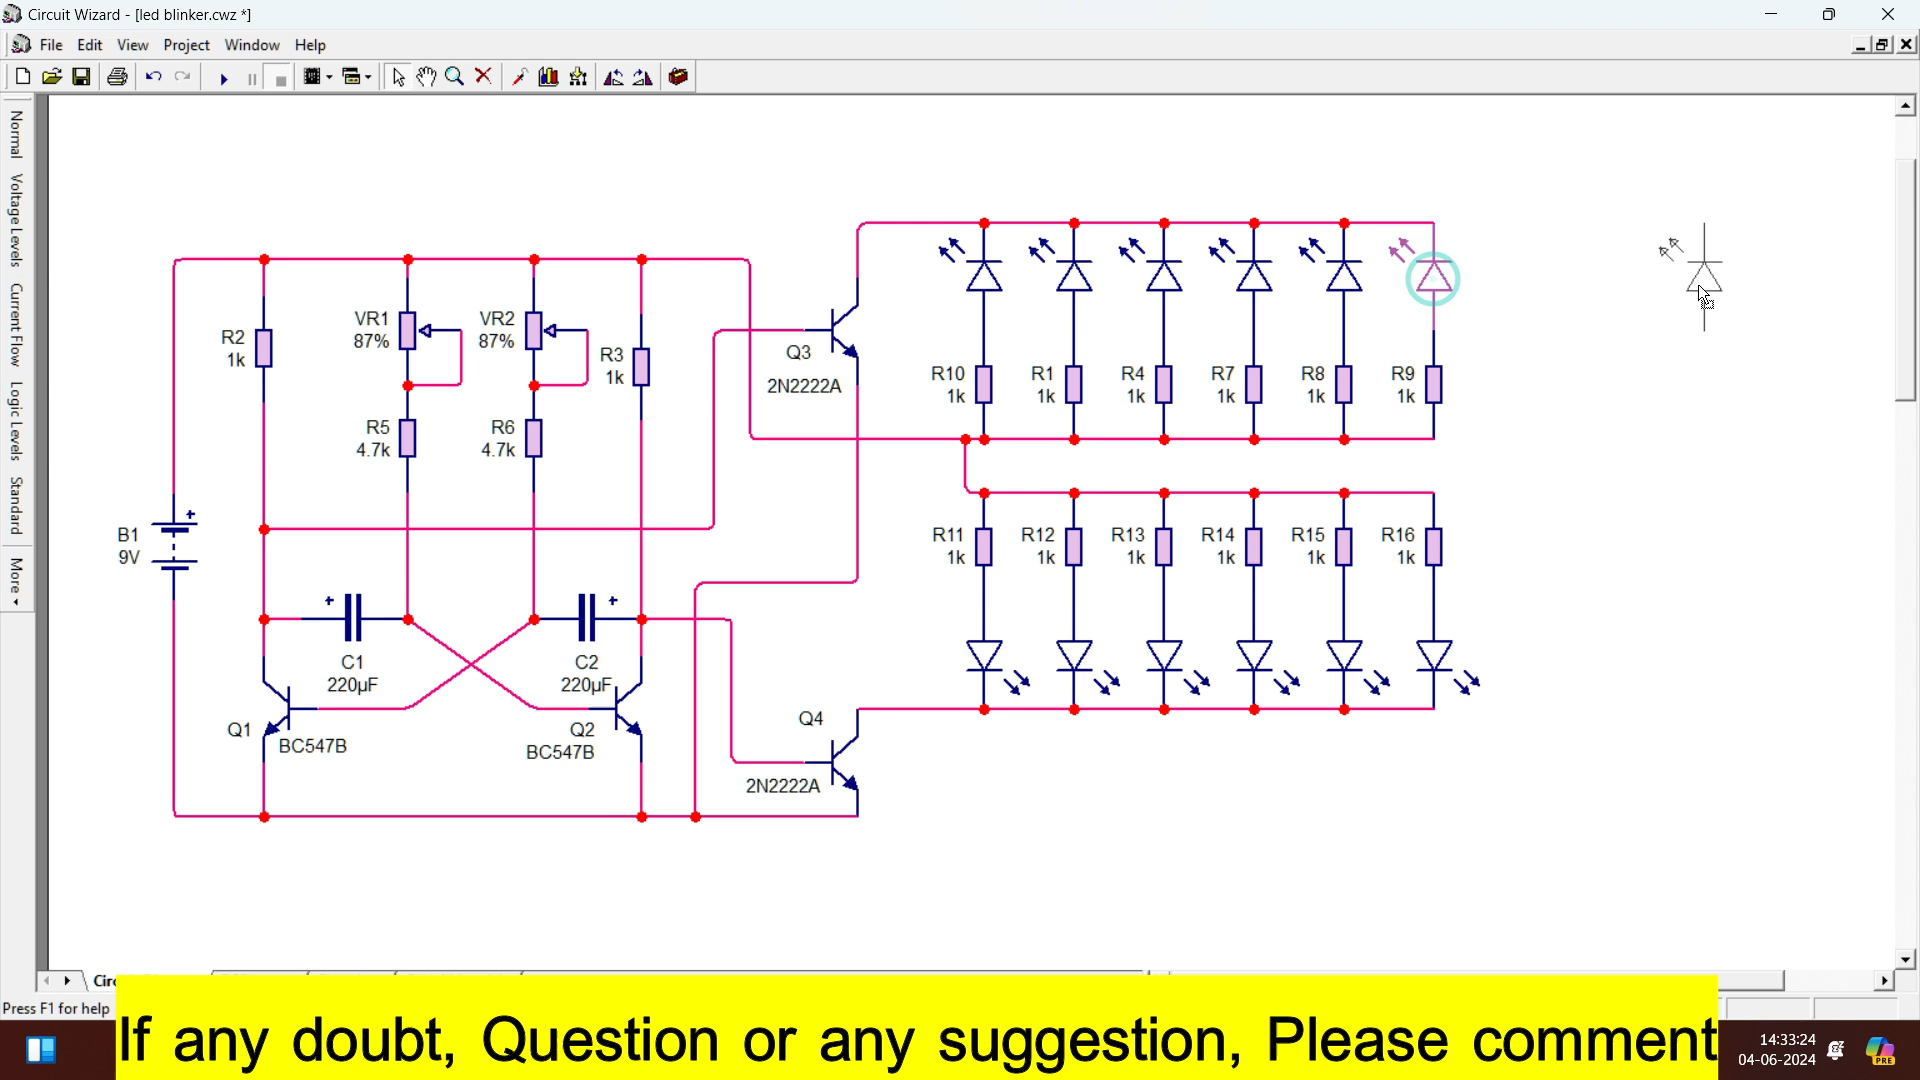 Circuit Wizard - [led blinker.cwz *]
File Edit View Project Window Help
Normal
Voltage Levels
Current Flow
Logic Levels
Standard
More
R2
1k
VR1
87%
VR2
87%
R3
1k
R5
4.7k
R6
4.7k
B1
9V
C1
220µF
C2
220µF
Q1
BC547B
Q2
BC547B
Q3
2N2222A
Q4
2N2222A
R10
1k
R1
1k
R4
1k
R7
1k
R8
1k
R9
1k
R11
1k
R12
1k
R13
1k
R14
1k
R15
1k
R16
1k
Press F1 for help
If any doubt, Question or any suggestion, Please comment
14:33:24
04-06-2024
PRE